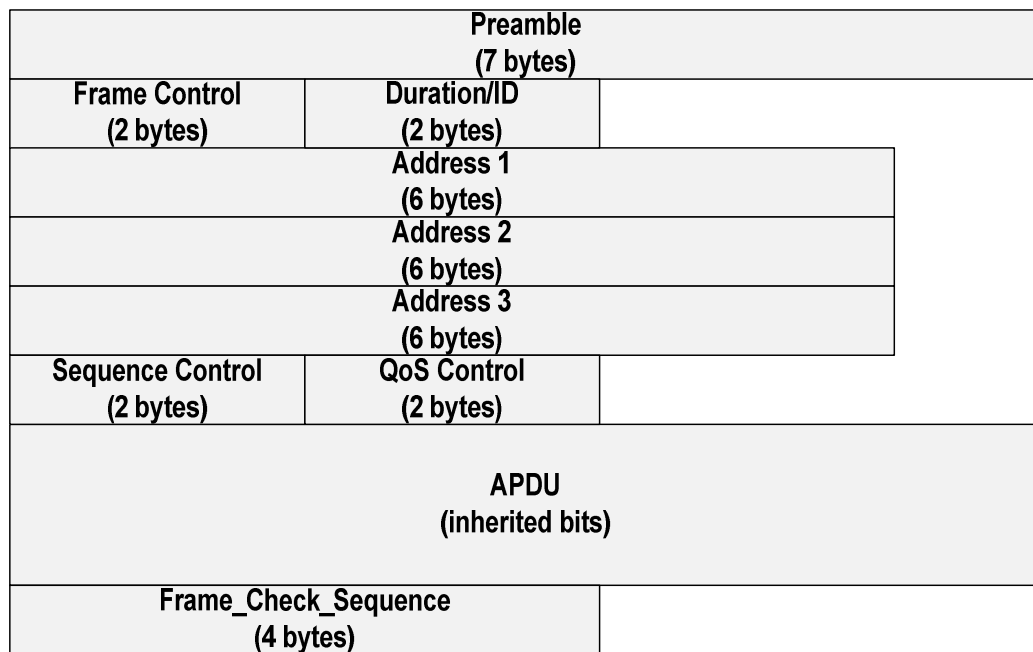 Preamble
(7 bytes)
Frame Control
(2 bytes)
Duration/ID
(2 bytes)
Address 1
(6 bytes)
Address 2
(6 bytes)
Address 3
(6 bytes)
Sequence Control
(2 bytes)
QoS Control
(2 bytes)
APDU
(inherited bits)
Frame_Check_Sequence
(4 bytes)